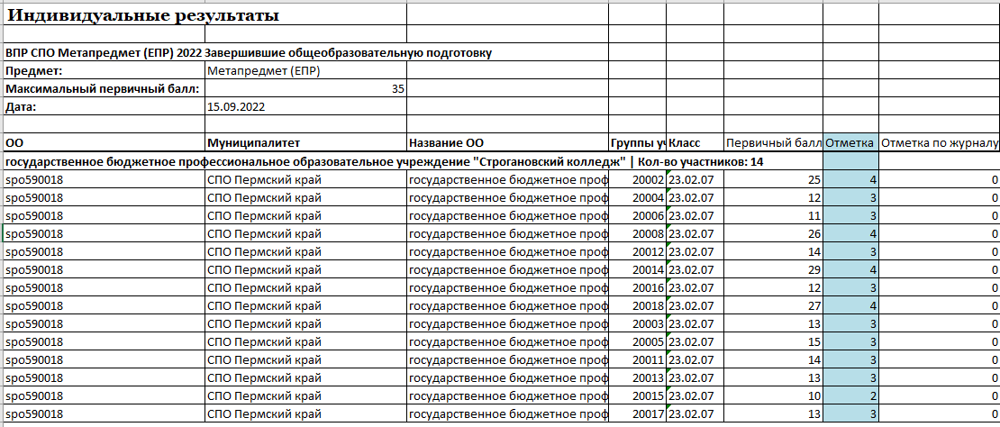 Индивидуальные результаты
ВПР СПО Метапредмет (ЕПР) 2022 Завершившие общеобразовательную подготовку
Предмет: Метапредмет (ЕПР)
Максимальный первичный балл: 35
Дата: 15.09.2022
ОО Муниципалитет Название ОО Группы уч Класс Первичный балл Отметка Отметка по журналу
государственное бюджетное профессиональное образовательное учреждение "Строгановский колледж" | Кол-во участников: 14
spo590018 СПО Пермский край государственное бюджетное проф 20002 23.02.07 25 4 0
spo590018 СПО Пермский край государственное бюджетное проф 20004 23.02.07 12 3 0
spo590018 СПО Пермский край государственное бюджетное проф 20006 23.02.07 11 3 0
spo590018 СПО Пермский край государственное бюджетное проф 20008 23.02.07 26 4 0
spo590018 СПО Пермский край государственное бюджетное проф 20012 23.02.07 14 3 0
spo590018 СПО Пермский край государственное бюджетное проф 20014 23.02.07 29 4 0
spo590018 СПО Пермский край государственное бюджетное проф 20016 23.02.07 12 3 0
spo590018 СПО Пермский край государственное бюджетное проф 20018 23.02.07 27 4 0
spo590018 СПО Пермский край государственное бюджетное проф 20003 23.02.07 13 3 0
spo590018 СПО Пермский край государственное бюджетное проф 20005 23.02.07 15 3 0
spo590018 СПО Пермский край государственное бюджетное проф 20011 23.02.07 14 3 0
spo590018 СПО Пермский край государственное бюджетное проф 20013 23.02.07 13 3 0
spo590018 СПО Пермский край государственное бюджетное проф 20015 23.02.07 10 2 0
spo590018 СПО Пермский край государственное бюджетное проф 20017 23.02.07 13 3 0